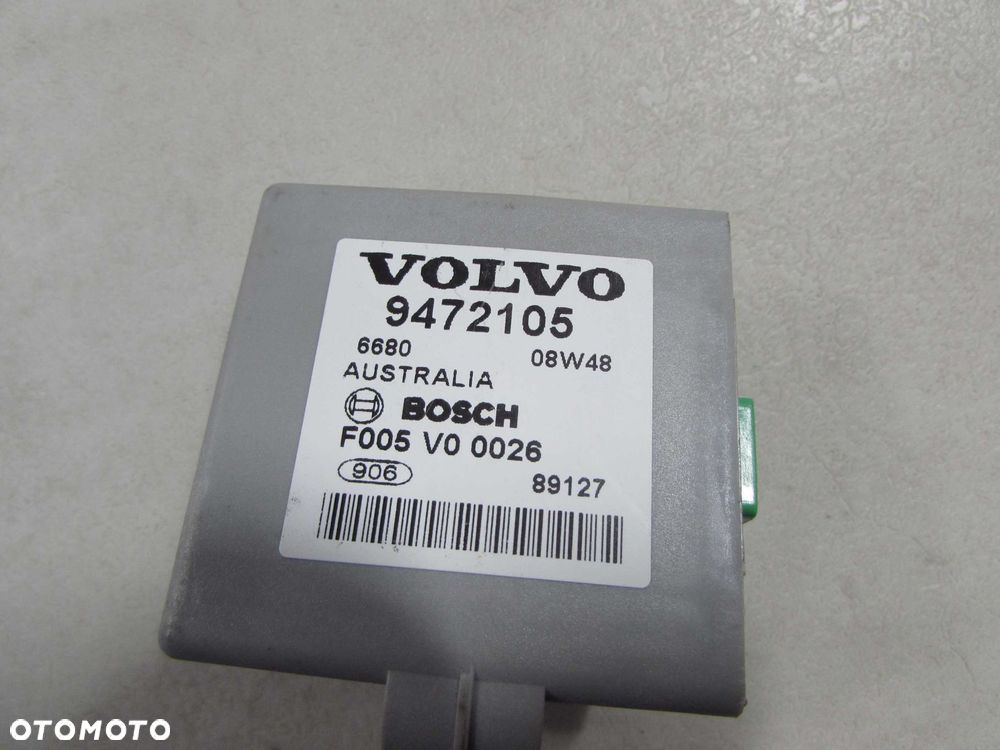 VOLVO
9472105
6680 08W48
AUSTRALIA
BOSCH
F005 V0 0026
906 89127
OTOMOTO